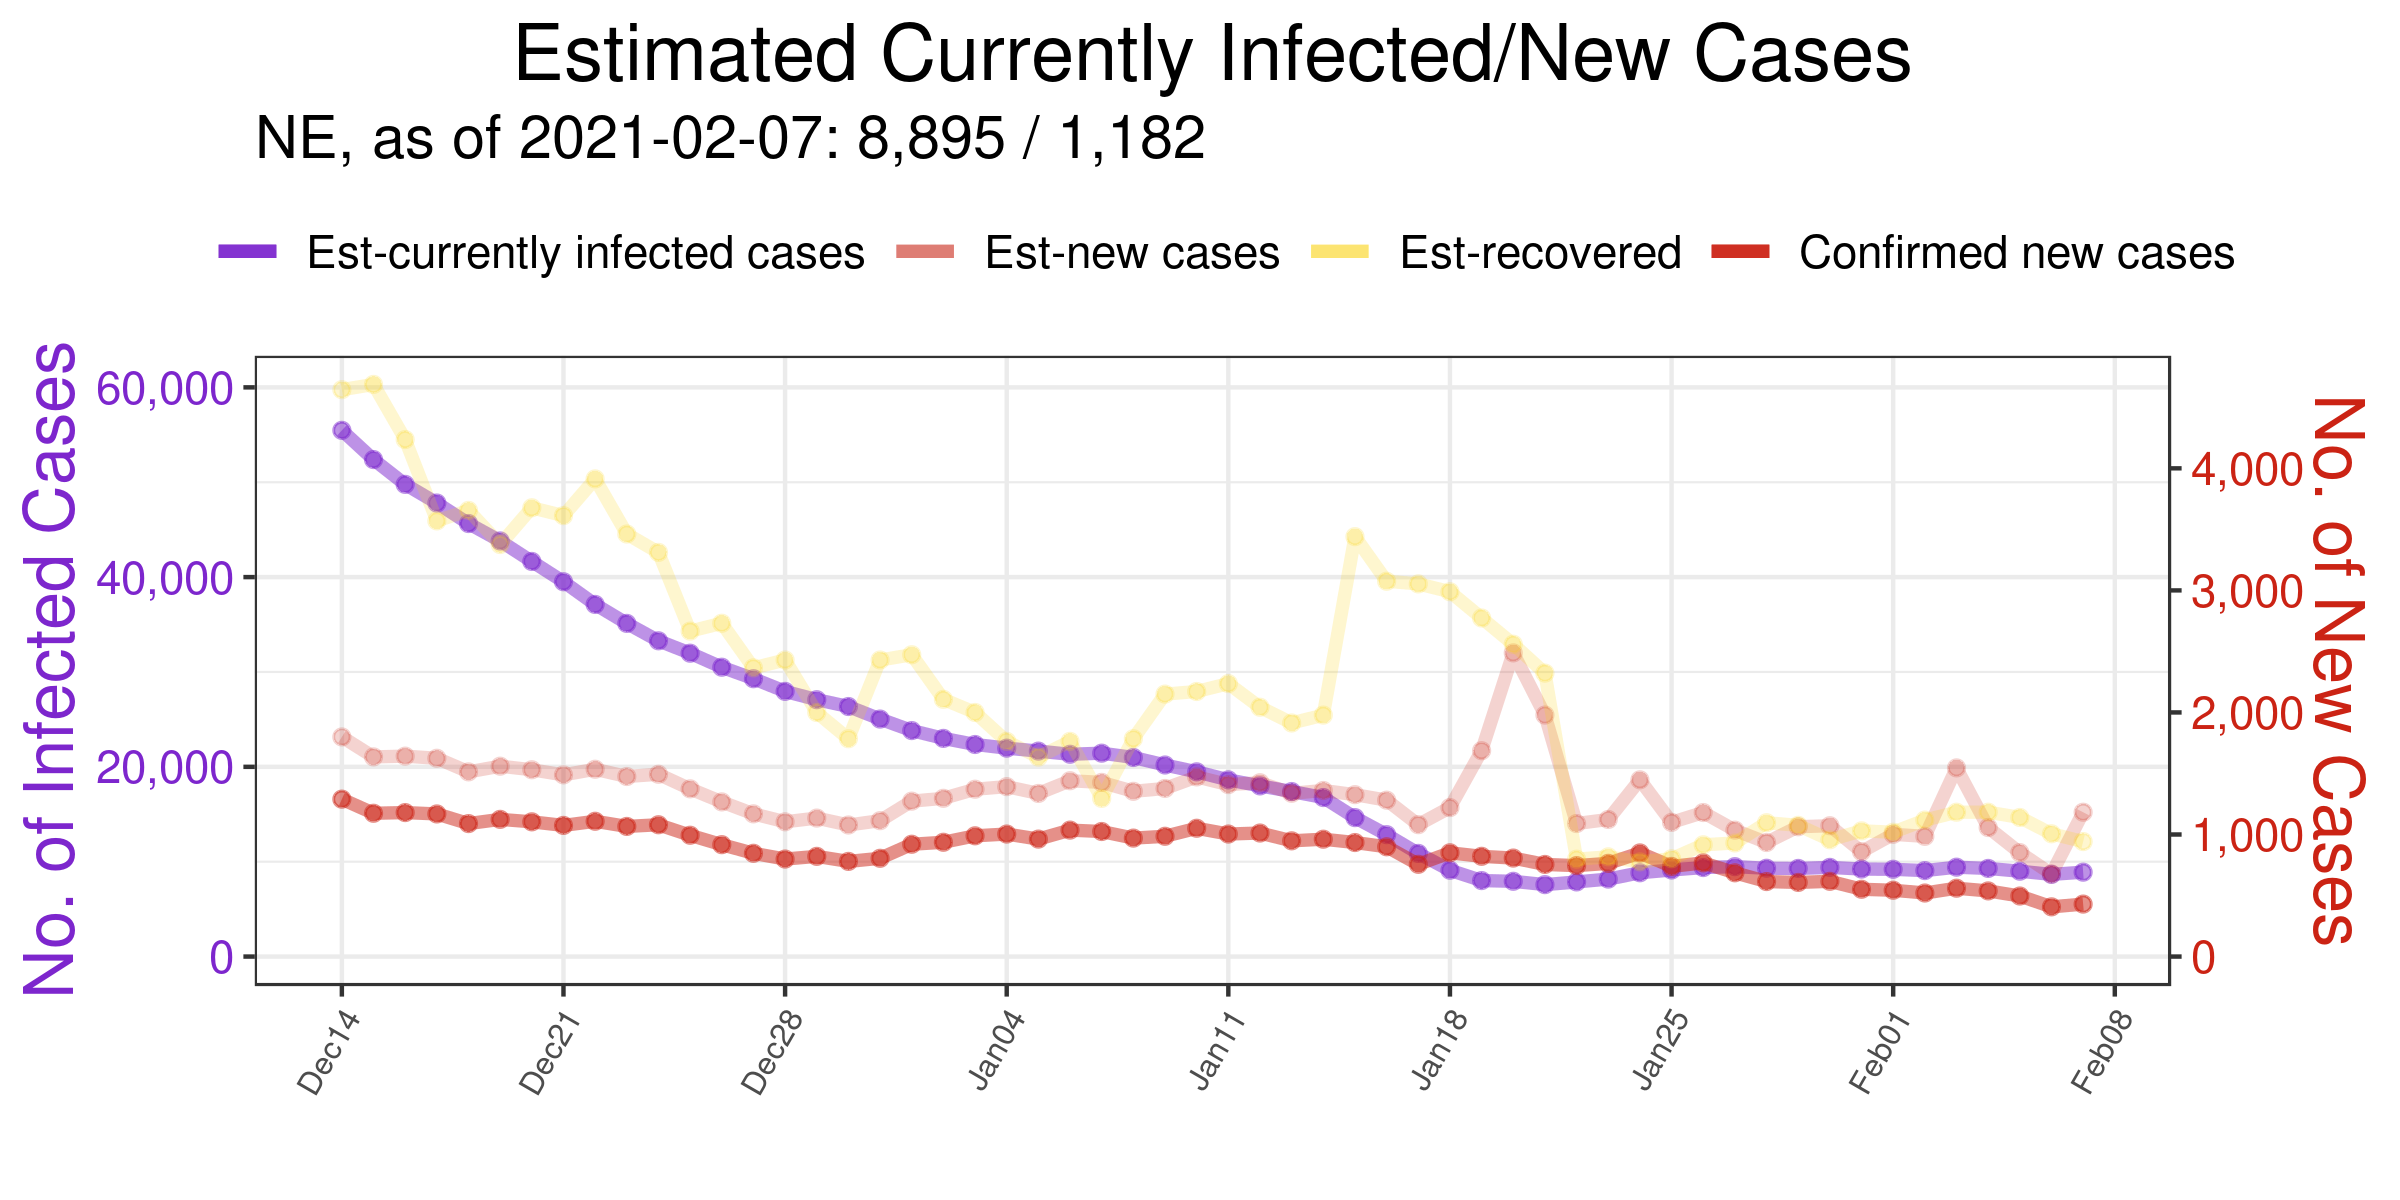 Estimated Currently Infected/New Cases
NE, as of 2021-02-07: 8,895 / 1,182
Est-currently infected cases Est-new cases Est-recovered Confirmed new cases
No. of Infected Cases
60,000
40,000
20,000
0
4,000
3,000
2,000
1,000
0
No. of New Cases
Dec14 Dec21 Dec28 Jan04 Jan11 Jan18 Jan25 Feb01 Feb08